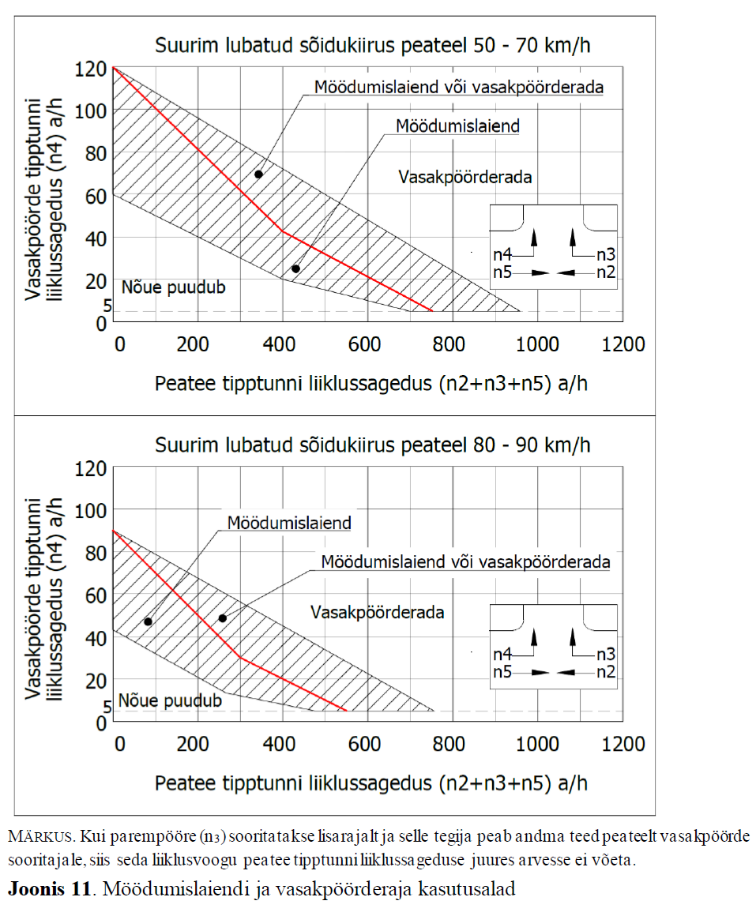 Suurim lubatud sõidukiirus peateel 50 - 70 km/h
Vasakpöörde tipptunni
liiklussagedus (n4) a/h
120
100
80
60
40
20
5
0
Möödumislaiend või vasakpöörderada
Möödumislaiend
Vasakpöörderada
Nõue puudub
n4
n3
n5
n2
0 200 400 600 800 1000 1200
Peatee tipptunni liiklussagedus (n2+n3+n5) a/h
Suurim lubatud sõidukiirus peateel 80 - 90 km/h
Vasakpöörde tipptunni
liiklussagedus (n4) a/h
120
100
80
60
40
20
5
0
Möödumislaiend
Möödumislaiend või vasakpöörderada
Vasakpöörderada
Nõue puudub
n4
n3
n5
n2
0 200 400 600 800 1000 1200
Peatee tipptunni liiklussagedus (n2+n3+n5) a/h
MÄRKUS. Kui parempööre (n3) sooritatakse lisarajalt ja selle tegija peab andma teed peateelt vasakpöörde
sooritajale, siis seda liiklusvoogu peatee tipptunni liiklussageduse juures arvesse ei võeta.
Joonis 11. Möödumislaiendi ja vasakpöörderaja kasutusalad